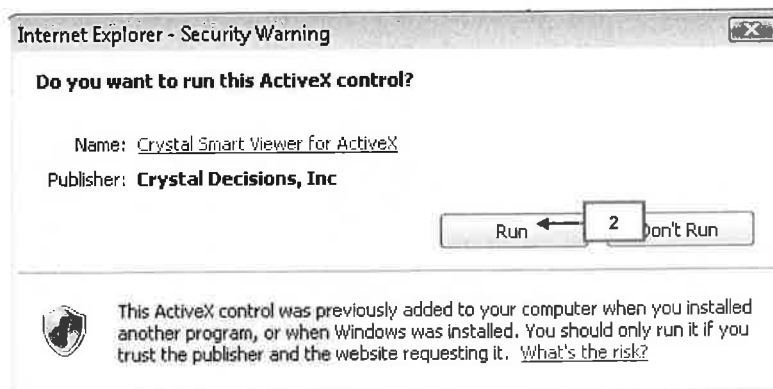 Internet Explorer - Security Warning
Do you want to run this ActiveX control?
Name: Crystal Smart Viewer for ActiveX
Publisher: Crystal Decisions, Inc
Run 2 Don't Run
This ActiveX control was previously added to your computer when you installed
another program, or when Windows was installed. You should only run it if you
trust the publisher and the website requesting it. What's the risk?